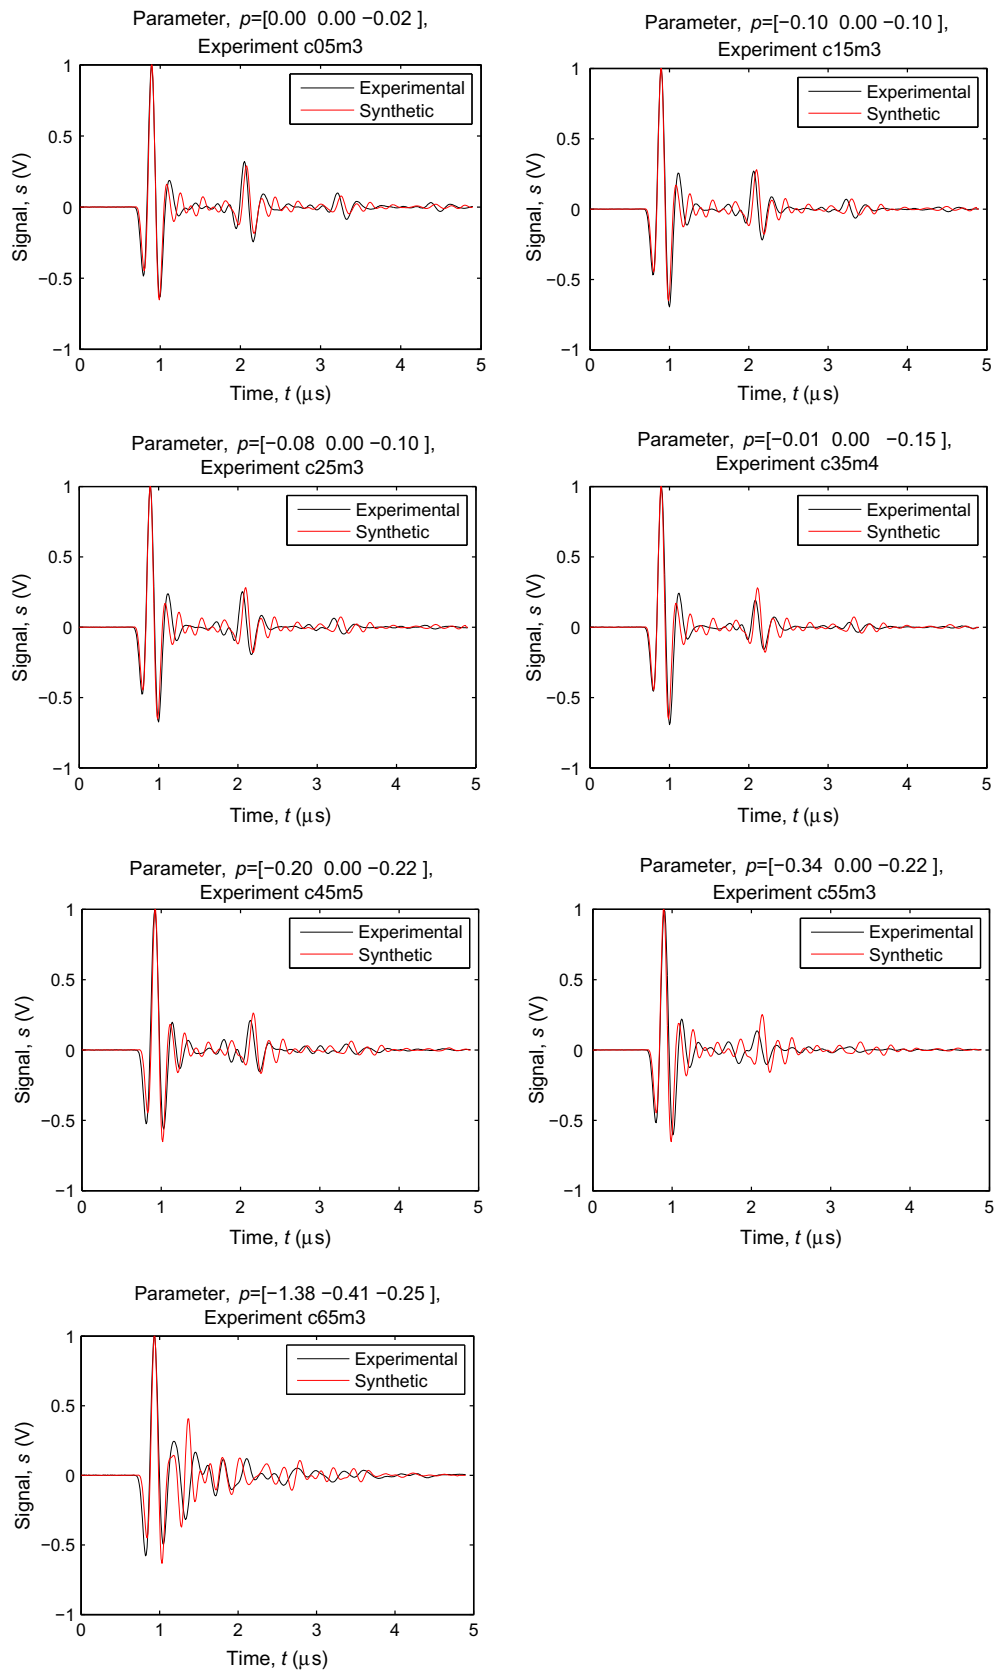 Parameter, p=[0.00 0.00 −0.02 ],
Experiment c05m3
1
0.5
0
−0.5
−1
Signal, s (V)
Experimental
Synthetic
0 1 2 3 4 5
Time, t (μs)
Parameter, p=[−0.10 0.00 −0.10 ],
Experiment c15m3
1
0.5
0
−0.5
−1
Signal, s (V)
Experimental
Synthetic
0 1 2 3 4 5
Time, t (μs)
Parameter, p=[−0.08 0.00 −0.10 ],
Experiment c25m3
1
0.5
0
−0.5
−1
Signal, s (V)
Experimental
Synthetic
0 1 2 3 4 5
Time, t (μs)
Parameter, p=[−0.01 0.00 −0.15 ],
Experiment c35m4
1
0.5
0
−0.5
−1
Signal, s (V)
Experimental
Synthetic
0 1 2 3 4 5
Time, t (μs)
Parameter, p=[−0.20 0.00 −0.22 ],
Experiment c45m5
1
0.5
0
−0.5
−1
Signal, s (V)
Experimental
Synthetic
0 1 2 3 4 5
Time, t (μs)
Parameter, p=[−0.34 0.00 −0.22 ],
Experiment c55m3
1
0.5
0
−0.5
−1
Signal, s (V)
Experimental
Synthetic
0 1 2 3 4 5
Time, t (μs)
Parameter, p=[−1.38 −0.41 −0.25 ],
Experiment c65m3
1
0.5
0
−0.5
−1
Signal, s (V)
Experimental
Synthetic
0 1 2 3 4 5
Time, t (μs)